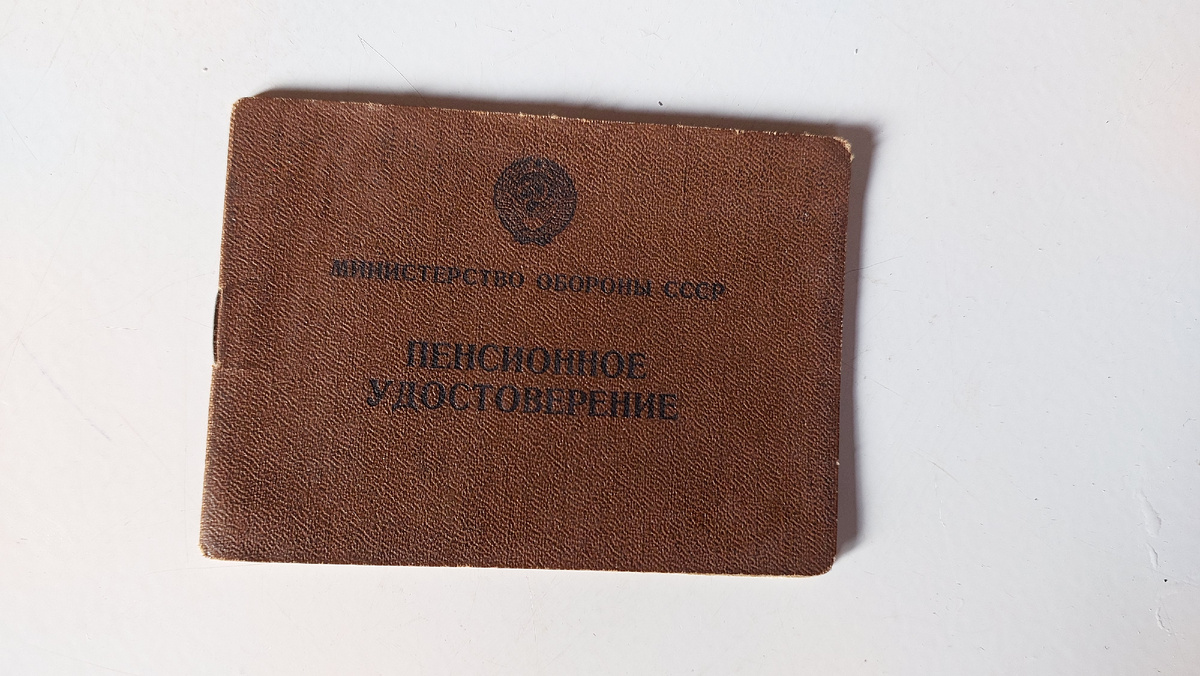 МИНИСТЕРСТВО ОБОРОНЫ СССР
ПЕНСИОННОЕ
УДОСТОВЕРЕНИЕ